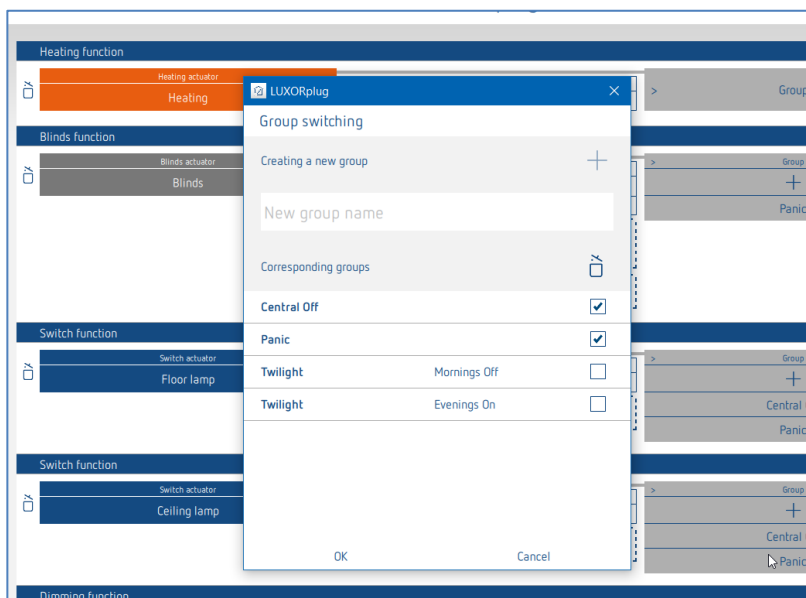 Heating function
Heating actuator
Heating
> Group
Blinds function
Blinds actuator
Blinds
> Group
+
Panic
Switch function
Switch actuator
Floor lamp
> Group
+
Central
Panic
Switch function
Switch actuator
Ceiling lamp
> Group
+
Central
Panic
Dimming function
LUXORplug
Group switching
Creating a new group
New group name
Corresponding groups
Central Off
Panic
Twilight Mornings Off
Twilight Evenings On
OK Cancel